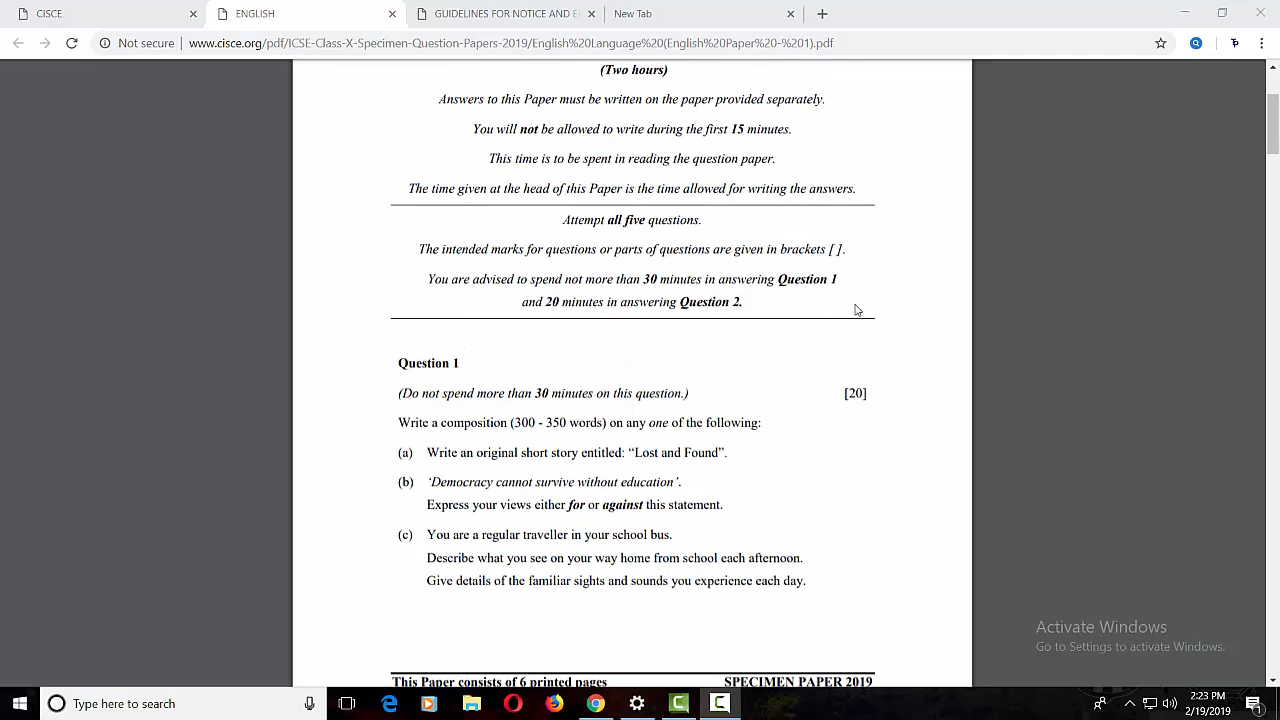 CISCE
ENGLISH
GUIDELINES FOR NOTICE AND E
New Tab
Not secure
www.cisce.org/pdf/ICSE-Class-X-Specimen-Question-Papers-2019/English%20Language%20(English%20Paper%20-%201).pdf
(Two hours)
Answers to this Paper must be written on the paper provided separately.
You will not be allowed to write during the first 15 minutes.
This time is to be spent in reading the question paper.
The time given at the head of this Paper is the time allowed for writing the answers.
Attempt all five questions.
The intended marks for questions or parts of questions are given in brackets [ ].
You are advised to spend not more than 30 minutes in answering Question 1
and 20 minutes in answering Question 2.
Question 1
(Do not spend more than 30 minutes on this question.) [20]
Write a composition (300 - 350 words) on any one of the following:
(a) Write an original short story entitled: “Lost and Found”.
(b) ‘Democracy cannot survive without education’.
Express your views either for or against this statement.
(c) You are a regular traveller in your school bus.
Describe what you see on your way home from school each afternoon.
Give details of the familiar sights and sounds you experience each day.
Activate Windows
Go to Settings to activate Windows.
This Paper consists of 6 printed pages SPECIMEN PAPER 2019
Type here to search
2:23 PM
2/19/2019